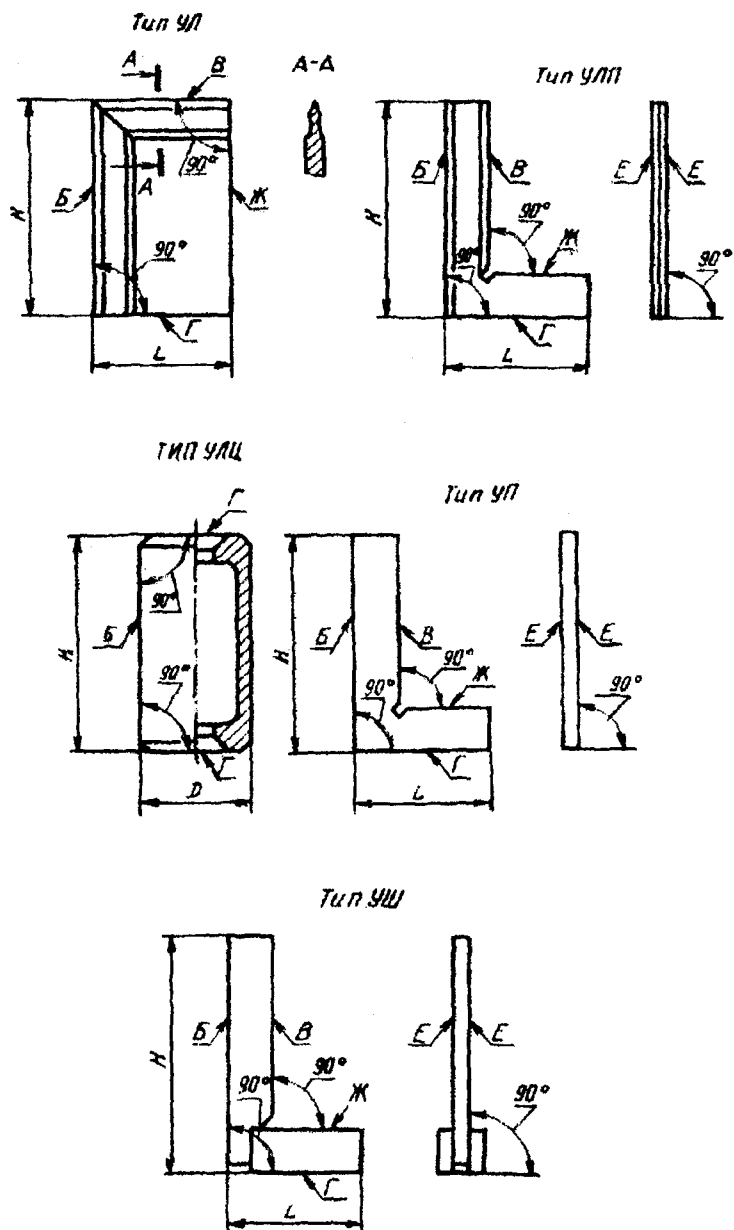 Тип УЛ
А
В
А-А
Б
А
90°
Ж
Н
90°
Г
L
Тип УЛП
Б
В
Е
Е
Н
90°
Ж
90°
90°
Г
L
ТИП УЛЦ
Г
90°
Б
Н
90°
Г
D
Тип УП
Б
В
Е
Е
Н
90°
Ж
90°
90°
Г
L
Тип УШ
Б
В
Е
Е
Н
90°
90°
Ж
90°
Г
L